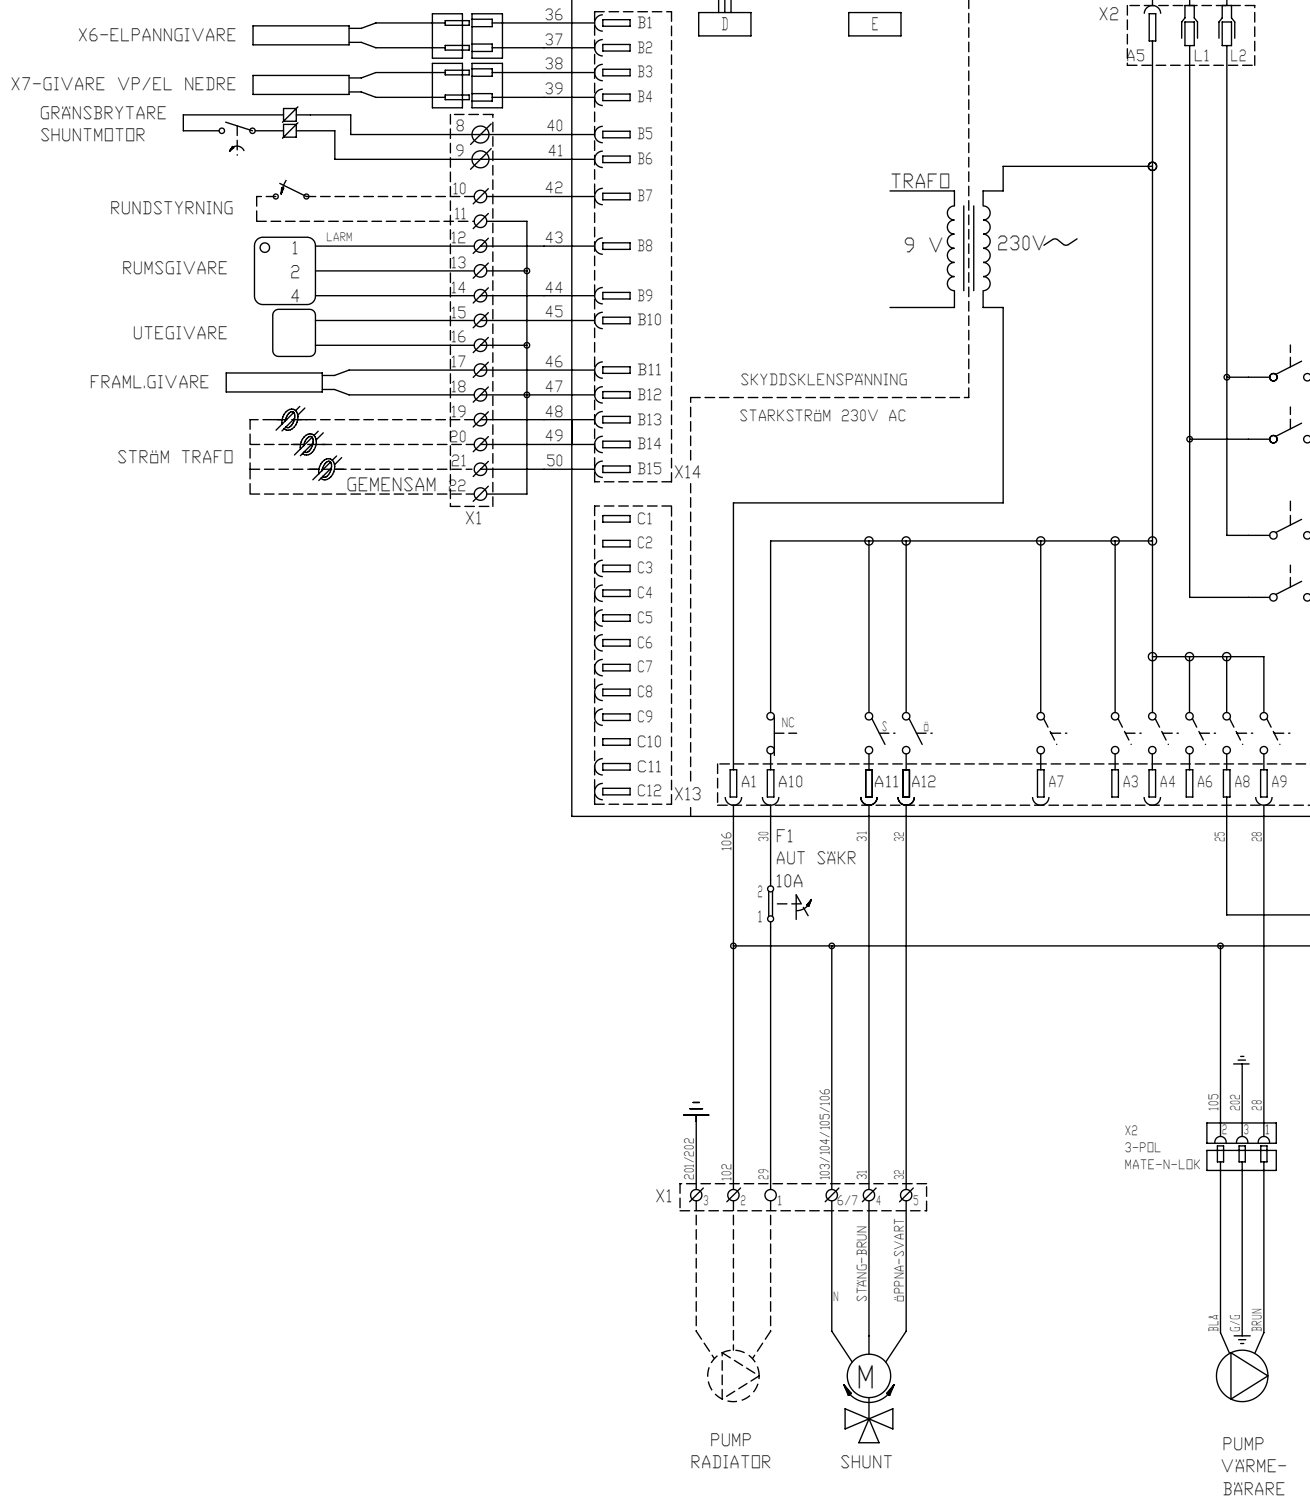 X6-ELPANNGIVARE
36
B1
37
B2
X7-GIVARE VP/EL NEDRE
38
B3
39
B4
GRÄNSBRYTARE
SHUNTMOTOR
8
40
B5
9
41
B6
RUNDSTYRNING
10
42
B7
11
LARM
RUMSGIVARE
1
2
4
12
43
B8
13
14
44
B9
UTEGIVARE
15
45
B10
16
FRAML.GIVARE
17
46
B11
18
47
B12
STRÖM TRAFO
19
48
B13
20
49
B14
21
50
B15
X14
GEMENSAM
22
X1
C1
C2
C3
C4
C5
C6
C7
C8
C9
C10
C11
C12
X13
D
E
X2
A5
L1
L2
TRAFO
9 V
230V
SKYDDSKLENSPÄNNING
STARKSTRÖM 230V AC
NC
S
Ö
A1
A10
A11
A12
A7
A3
A4
A6
A8
A9
106
30
31
32
25
28
F1
AUT SÄKR
10A
2
1
201/202
102
29
103/104/105/106
31
32
X1
3
2
1
6/7
4
5
N
STÄNG-BRUN
ÖPPNA-SVART
M
PUMP
RADIATOR
SHUNT
105
202
28
X2
3-POL
MATE-N-LOK
2
3
1
BLÅ
G/G
BRUN
PUMP
VÄRME-
BÄRARE